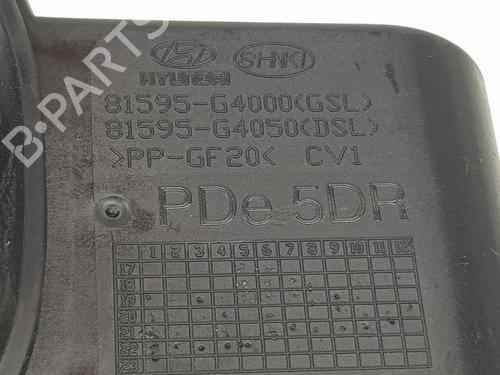 B-PARTS
HYUNDAI SHNKI
81595-G4000(GSL)
81595-G4050(DSL)
>PP-GF20< CV1
PDe 5DR
1 2 3 4 5 6 7 8 9 10 11 12
17
18
19
20
21
22
23